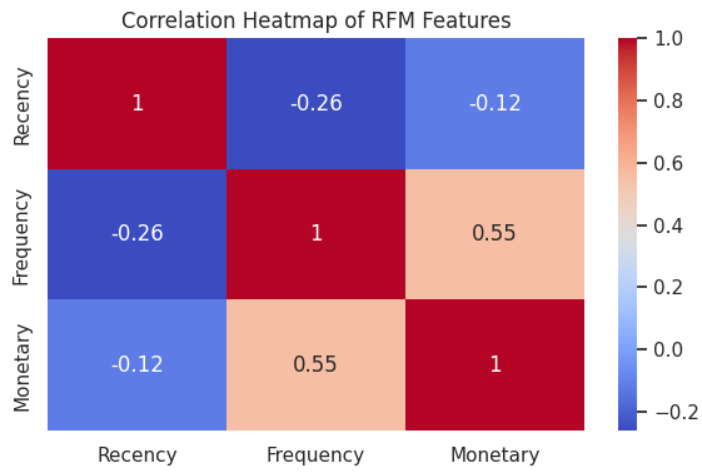 Correlation Heatmap of RFM Features
Recency
1
-0.26
-0.12
Frequency
-0.26
1
0.55
Monetary
-0.12
0.55
1
Recency
Frequency
Monetary
1.0
0.8
0.6
0.4
0.2
0.0
−0.2